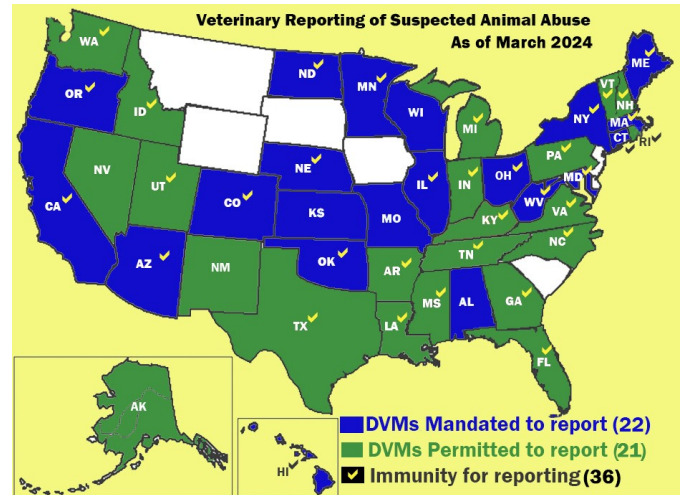 Veterinary Reporting of Suspected Animal Abuse
As of March 2024
WA
ND
MN
ME
OR
ID
WI
MI
VT
NH
NY
MA
CT
RI
NV
UT
NE
IL
IN
OH
PA
MD
WV
CA
CO
KS
MO
KY
VA
AZ
NM
OK
AR
TN
NC
TX
LA
MS
AL
GA
FL
AK
HI
DVMs Mandated to report (22)
DVMs Permitted to report (21)
Immunity for reporting (36)